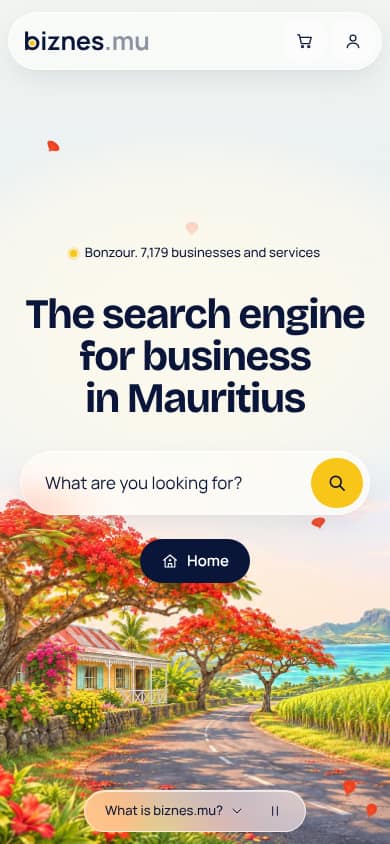 biznes.mu
Bonzour. 7,179 businesses and services
The search engine
for business
in Mauritius
What are you looking for?
Home
What is biznes.mu?